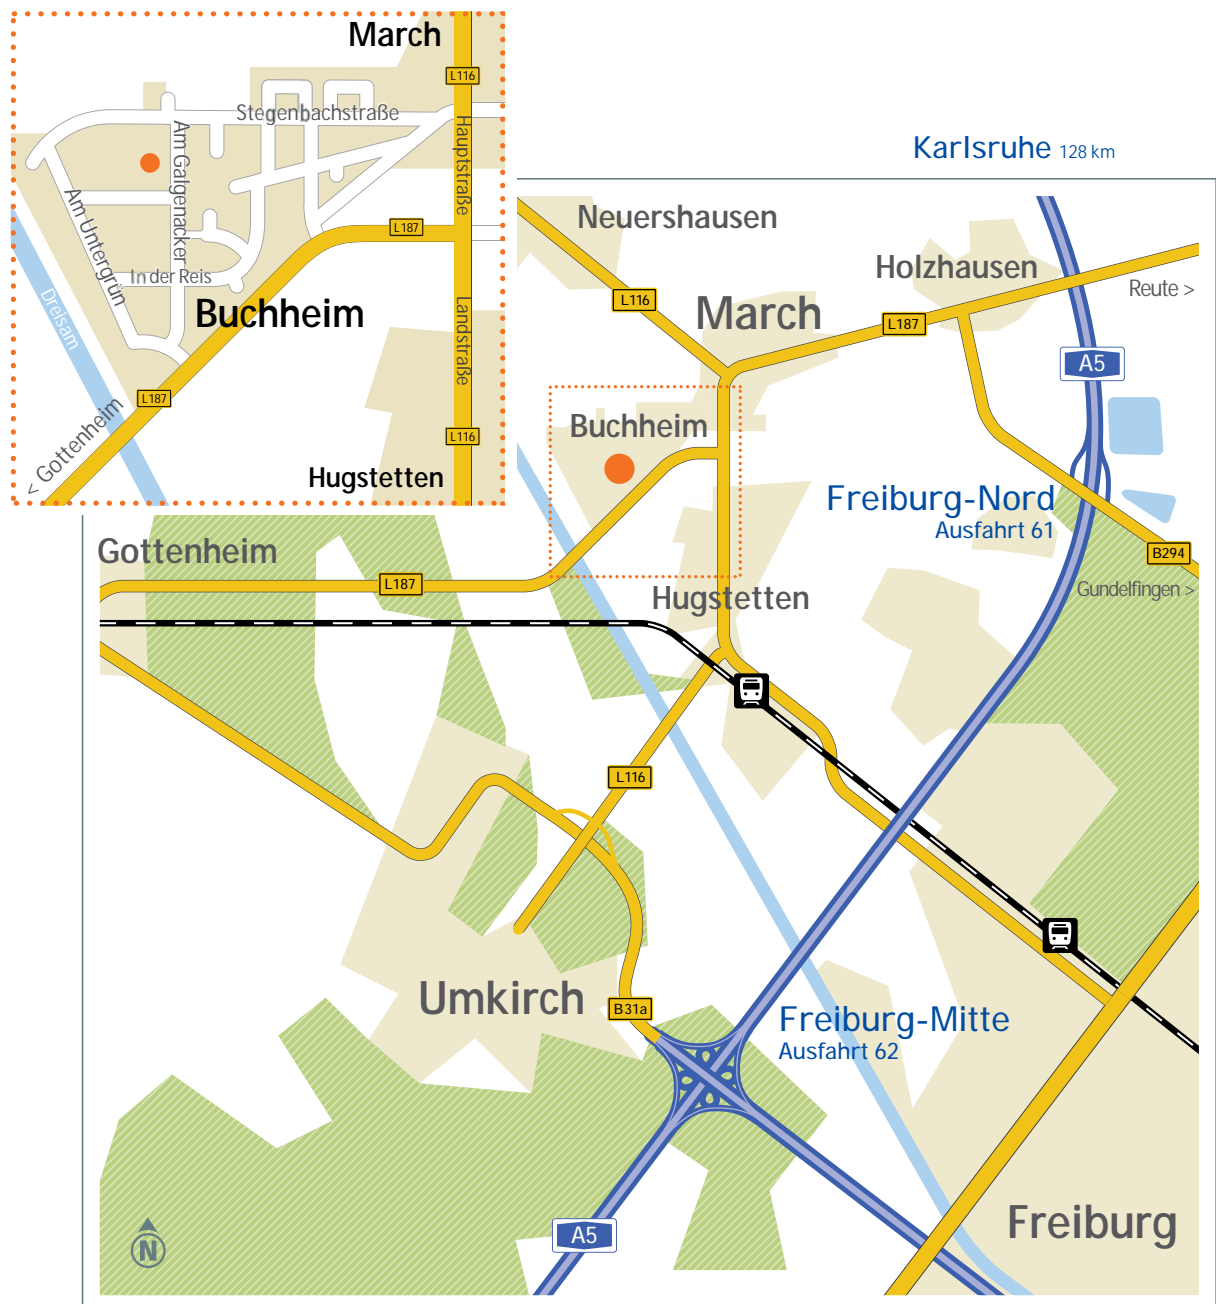 March
L116
Stegenbachstraße
Hauptstraße
Am Galgenacker
Am Untergrün
L187
In der Reis
Buchheim
Dreisam
Landstraße
L187
< Gottenheim
L116
Hugstetten
Karlsruhe 128 km
Neuershausen
Holzhausen
Reute >
L116
March
L187
A5
Buchheim
Freiburg-Nord
Ausfahrt 61
B294
Gottenheim
L187
Gundelfingen >
Hugstetten
L116
Umkirch
B31a
Freiburg-Mitte
Ausfahrt 62
Freiburg
A5
N